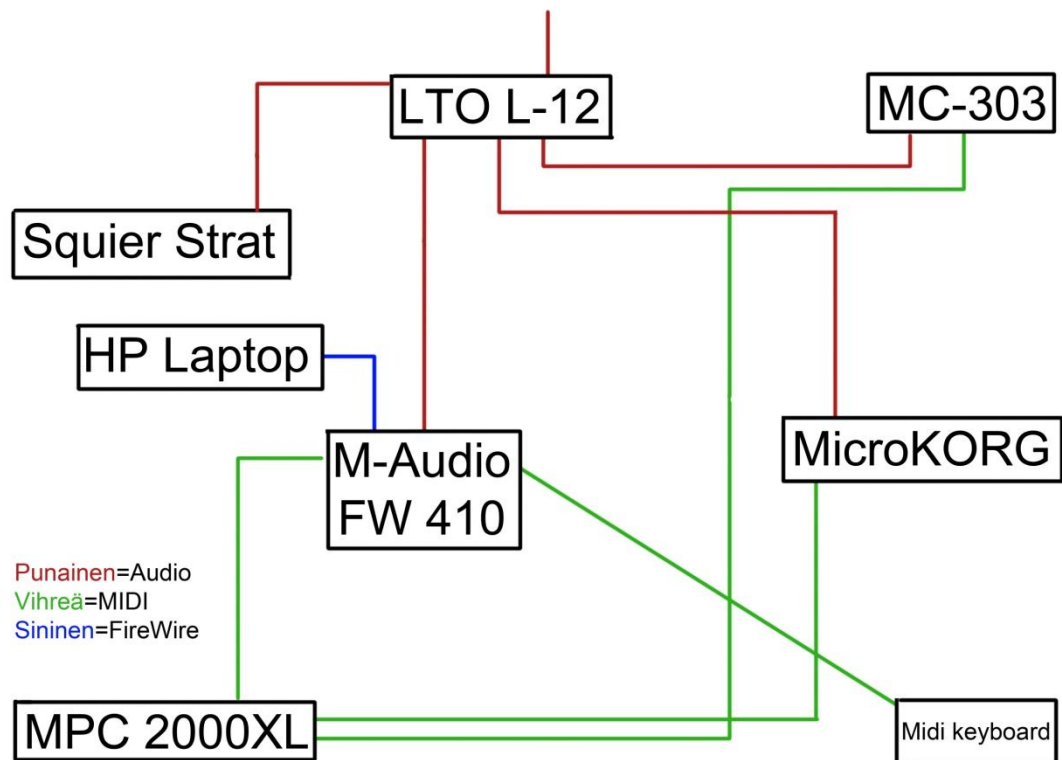 LTO L-12
MC-303
Squier Strat
HP Laptop
M-Audio
FW 410
MicroKORG
Punainen=Audio
Vihreä=MIDI
Sininen=FireWire
MPC 2000XL
Midi keyboard